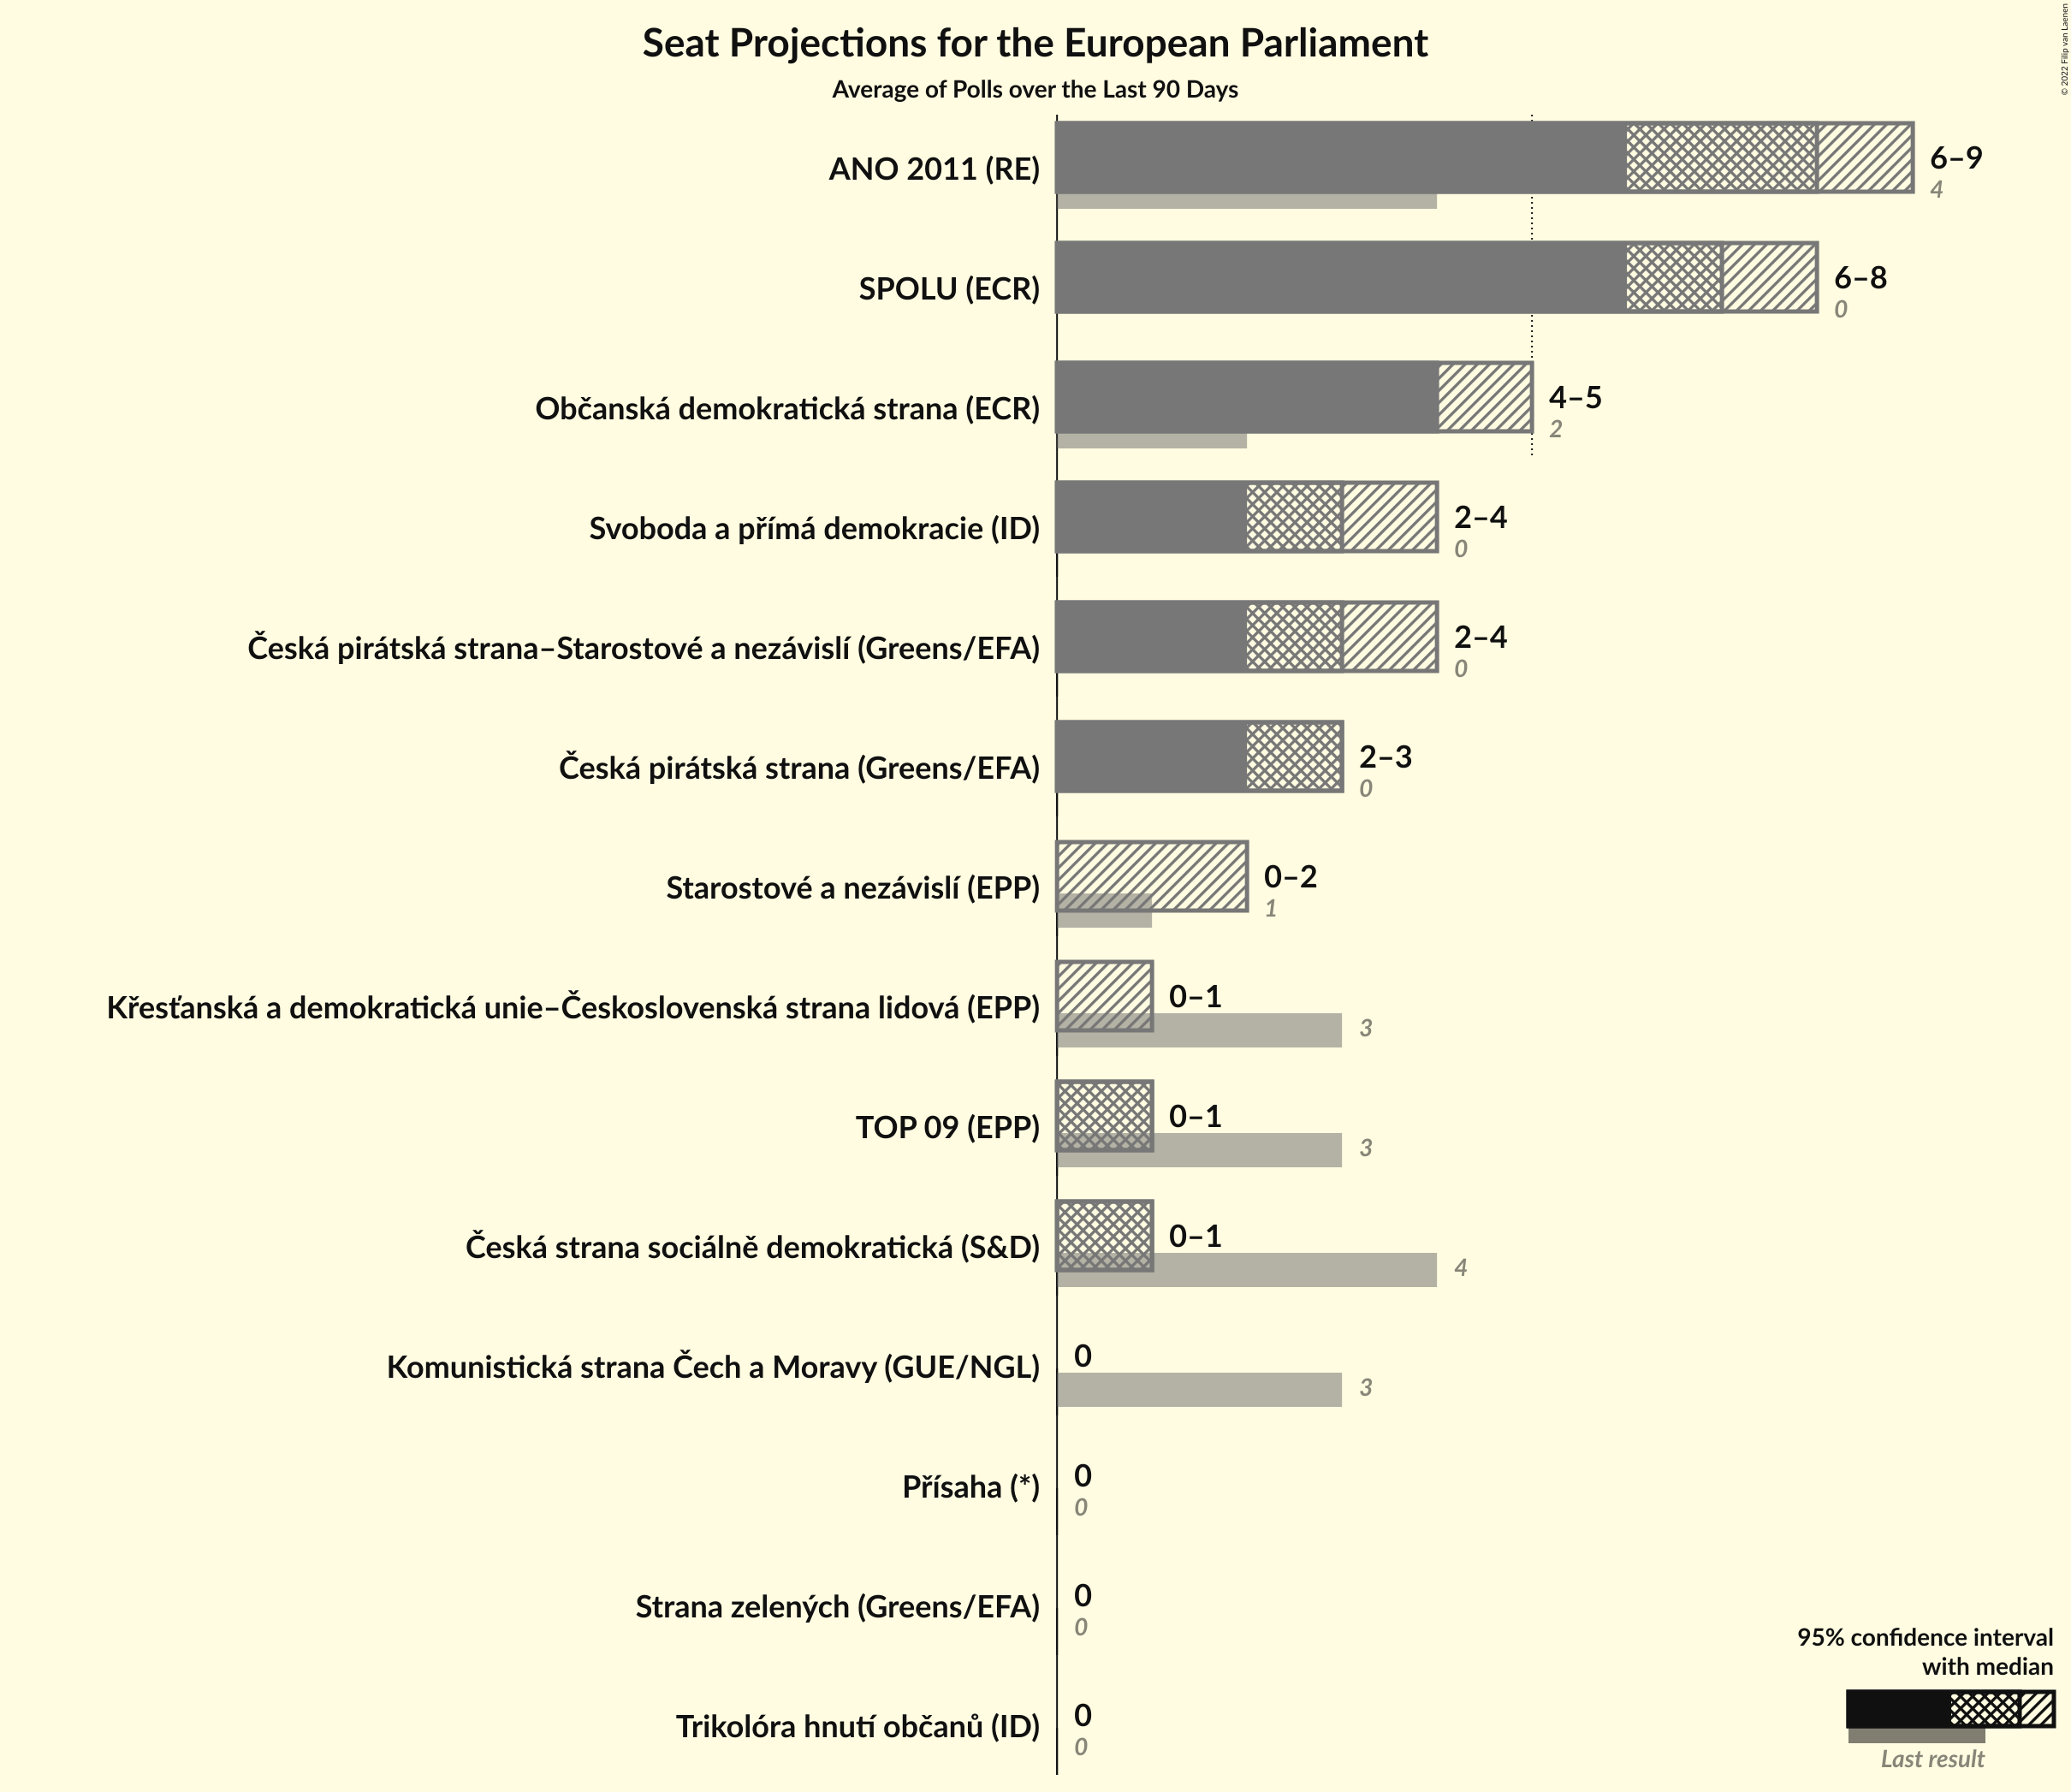 Seat Projections for the European Parliament
Average of Polls over the Last 90 Days
© 2022 Filip van Laenen
ANO 2011 (RE)
6–9
4
SPOLU (ECR)
6–8
0
Občanská demokratická strana (ECR)
4–5
2
Svoboda a přímá demokracie (ID)
2–4
0
Česká pirátská strana–Starostové a nezávislí (Greens/EFA)
2–4
0
Česká pirátská strana (Greens/EFA)
2–3
0
Starostové a nezávislí (EPP)
0–2
1
Křesťanská a demokratická unie–Československá strana lidová (EPP)
0–1
3
TOP 09 (EPP)
0–1
3
Česká strana sociálně demokratická (S&D)
0–1
4
Komunistická strana Čech a Moravy (GUE/NGL)
0
3
Přísaha (*)
0
0
Strana zelených (Greens/EFA)
0
0
Trikolóra hnutí občanů (ID)
0
0
95% confidence interval
with median
Last result